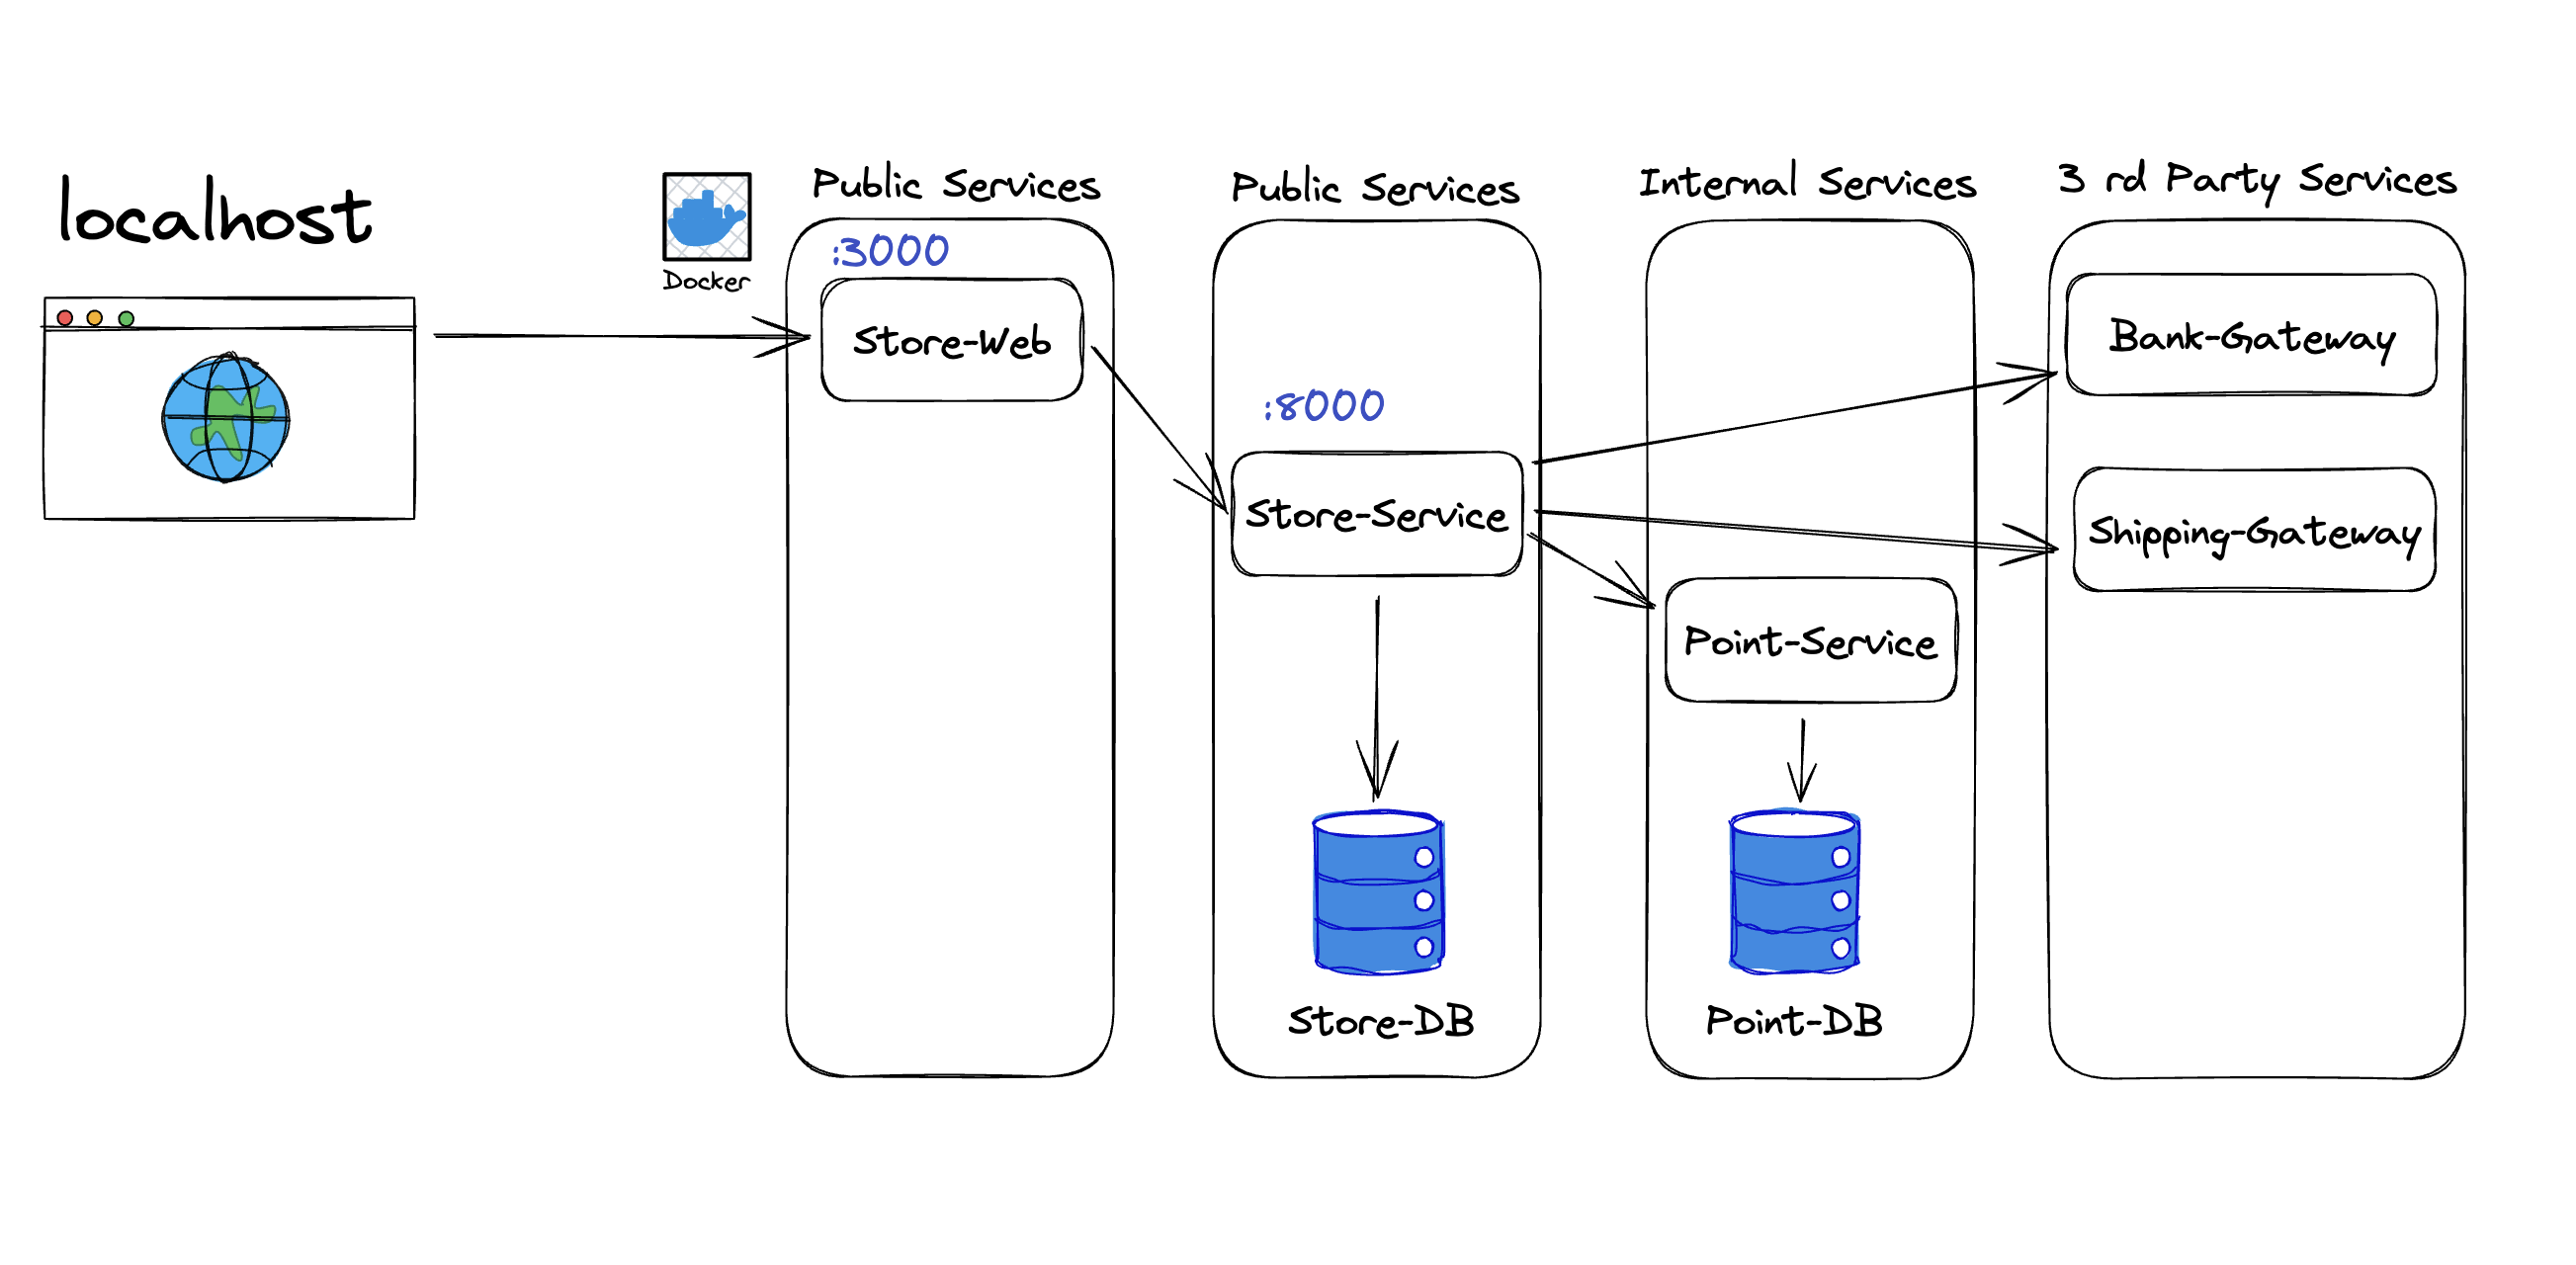 localhost
Docker
Public Services
:3000
Store-Web
Public Services
:8000
Store-Service
Store-DB
Internal Services
Point-Service
Point-DB
3 rd Party Services
Bank-Gateway
Shipping-Gateway